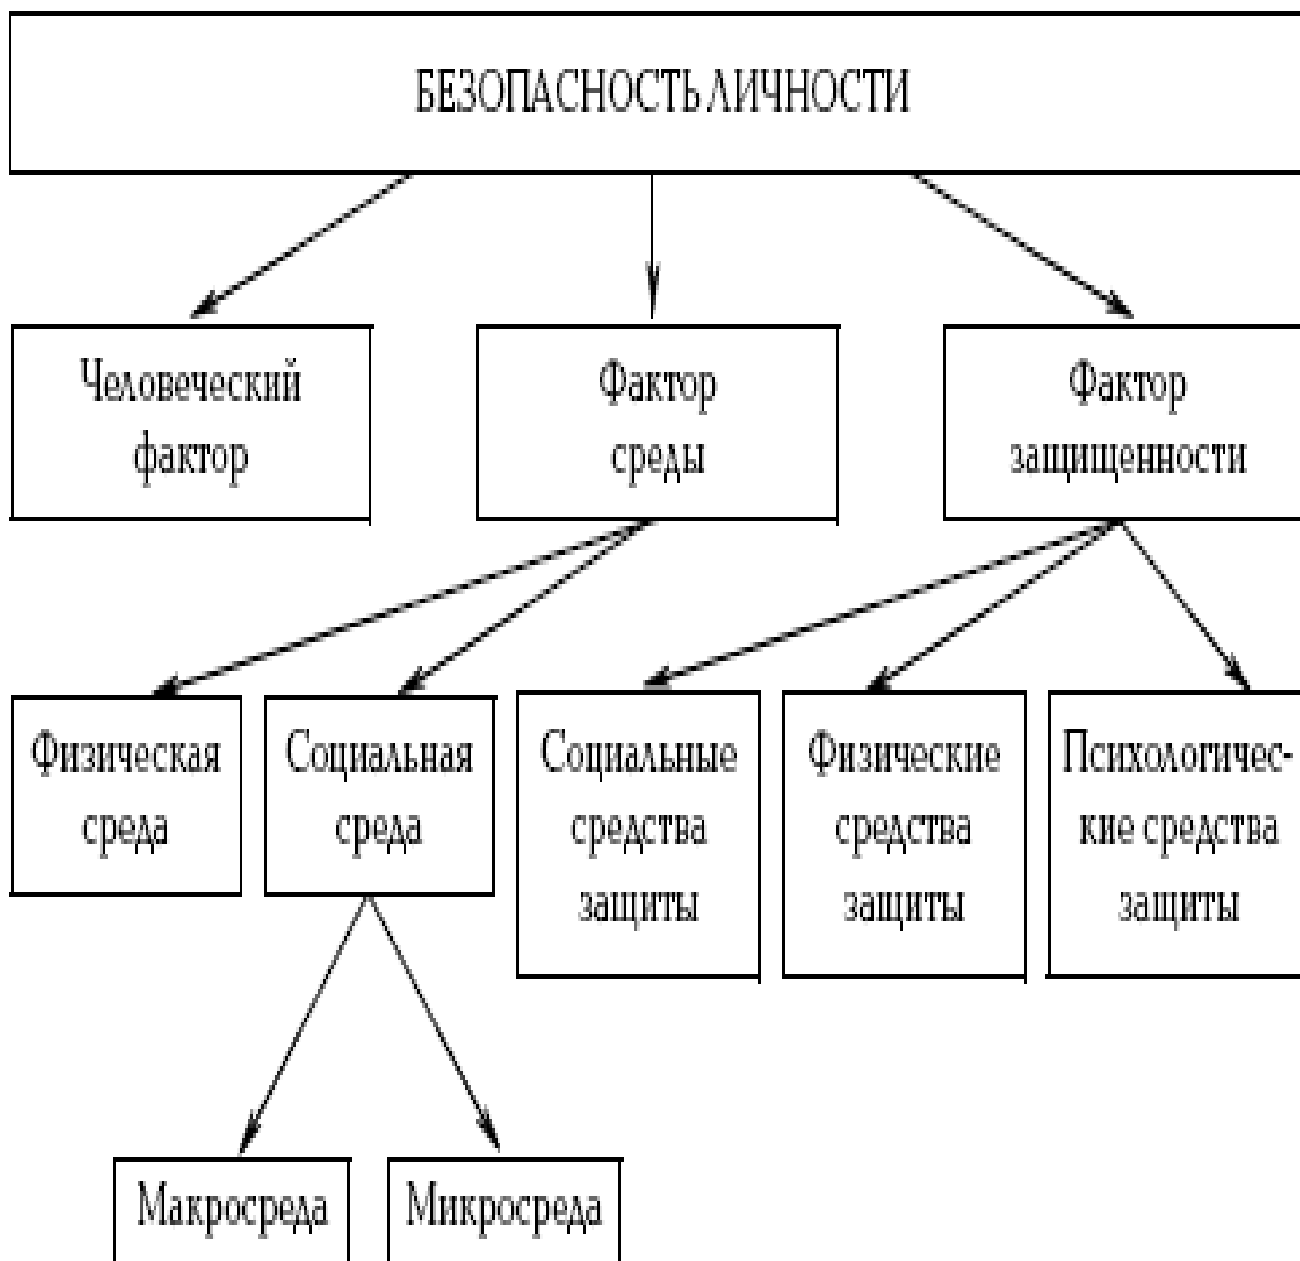 БЕЗОПАСНОСТЬ ЛИЧНОСТИ
Человеческий
фактор
Фактор
среды
Фактор
защищенности
Физическая
среда
Социальная
среда
Социальные
средства
защиты
Физические
средства
защиты
Психологичес-
кие средства
защиты
Макросреда
Микросреда